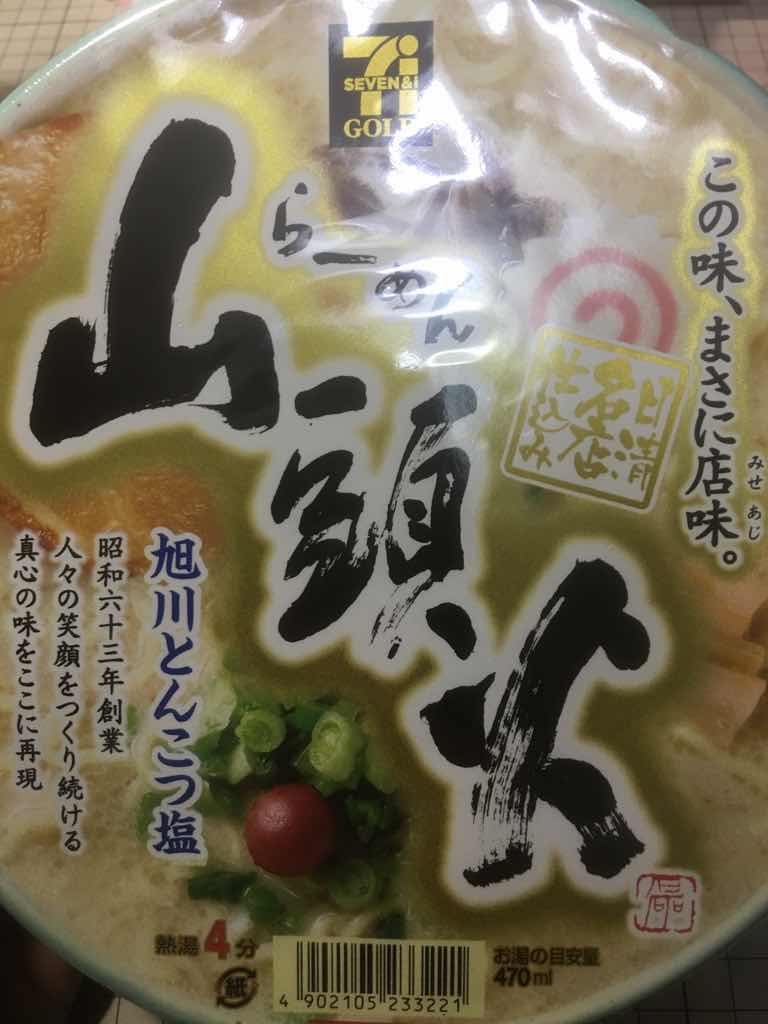 SEVEN&i
GOLD
この味、まさに店味。
みせ あじ
らーめん
山頭火
日清
名店
仕込み
旭川とんこつ塩
昭和六十三年創業
人々の笑顔をつくり続ける
真心の味をここに再現
熱湯4分
紙
4 902105 233221
お湯の目安量
470ml